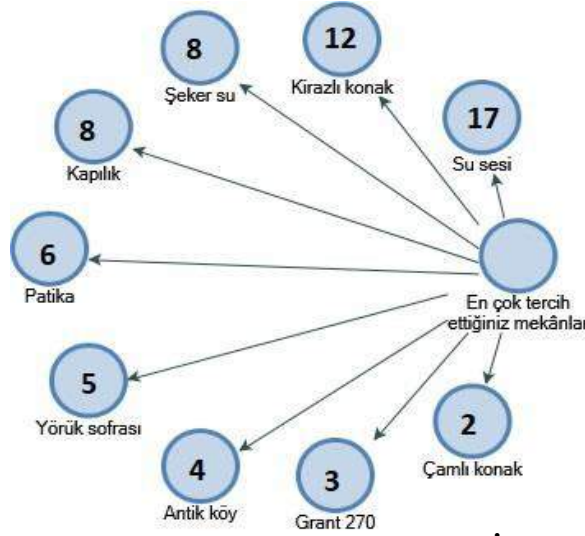 12
Kirazlı konak
8
Şeker su
17
Su sesi
8
Kapılık
6
Patika
En çok tercih
ettiğiniz mekânlar
5
Yörük sofrası
2
Çamlı konak
4
Antik köy
3
Grant 270